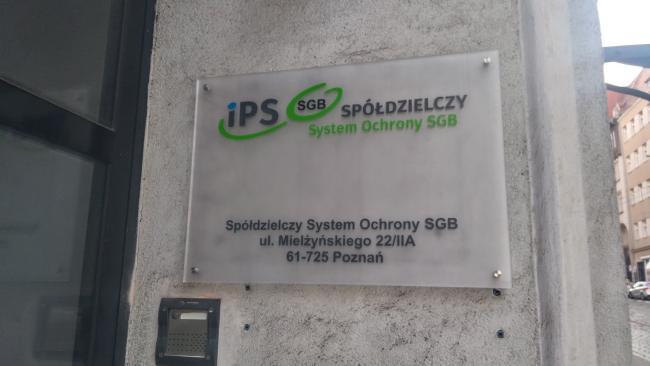 iPS SGB SPÓŁDZIELCZY
System Ochrony SGB
Spółdzielczy System Ochrony SGB
ul. Mielżyńskiego 22/IIA
61-725 Poznań